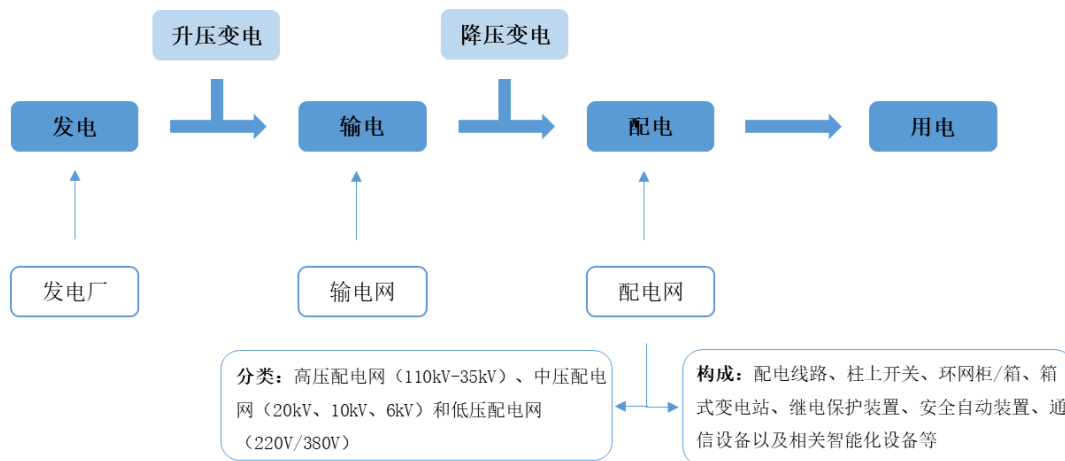 升压变电
降压变电
发电
输电
配电
用电
发电厂
输电网
配电网
分类：高压配电网（110kV-35kV）、中压配电
网（20kV、10kV、6kV）和低压配电网
（220V/380V）
构成：配电线路、柱上开关、环网柜/箱、箱
式变电站、继电保护装置、安全自动装置、通
信设备以及相关智能化设备等